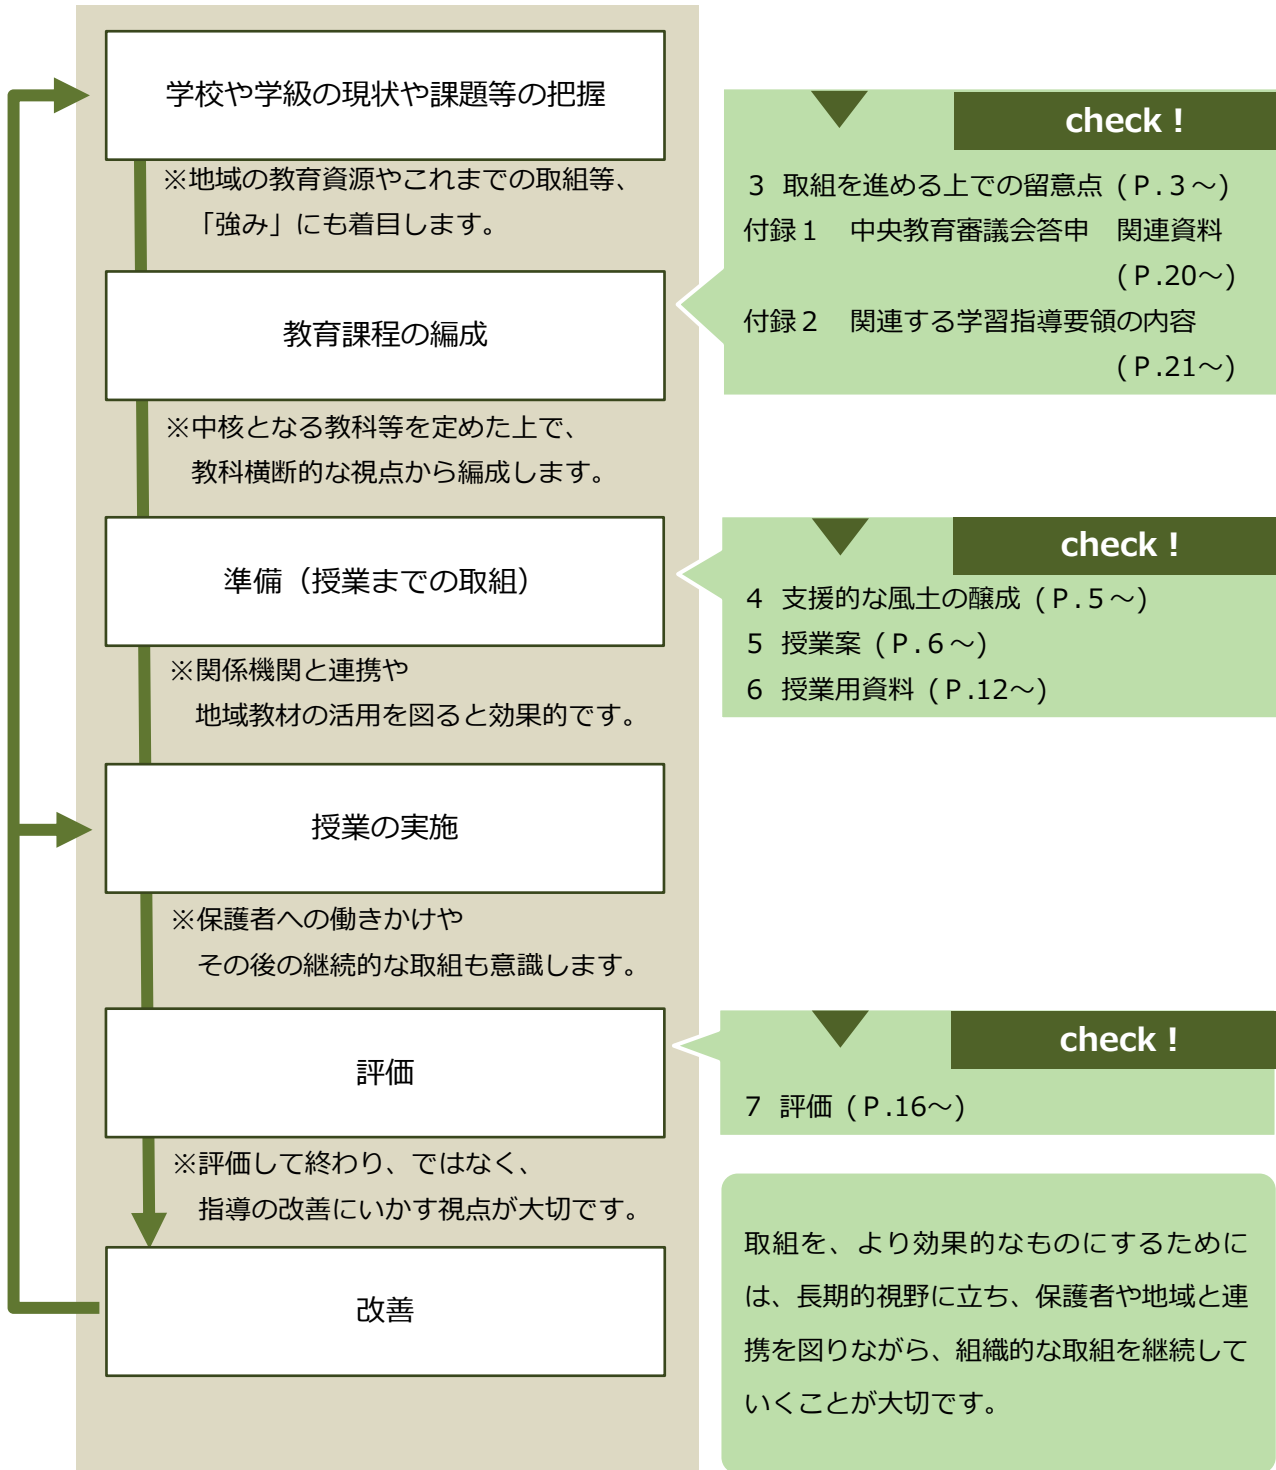 学校や学級の現状や課題等の把握
※地域の教育資源やこれまでの取組等、
「強み」にも着目します。
教育課程の編成
※中核となる教科等を定めた上で、
教科横断的な視点から編成します。
準備（授業までの取組）
※関係機関と連携や
地域教材の活用を図ると効果的です。
授業の実施
※保護者への働きかけや
その後の継続的な取組も意識します。
評価
※評価して終わり、ではなく、
指導の改善にいかす視点が大切です。
改善
check！
３ 取組を進める上での留意点（Ｐ.３～）
付録１　中央教育審議会答申　関連資料
（Ｐ.20～）
付録２　関連する学習指導要領の内容
（Ｐ.21～）
check！
４ 支援的な風土の醸成（Ｐ.５～）
５ 授業案（Ｐ.６～）
６ 授業用資料（Ｐ.12～）
check！
７ 評価（Ｐ.16～）
取組を、より効果的なものにするために
は、長期的視野に立ち、保護者や地域と連
携を図りながら、組織的な取組を継続して
いくことが大切です。